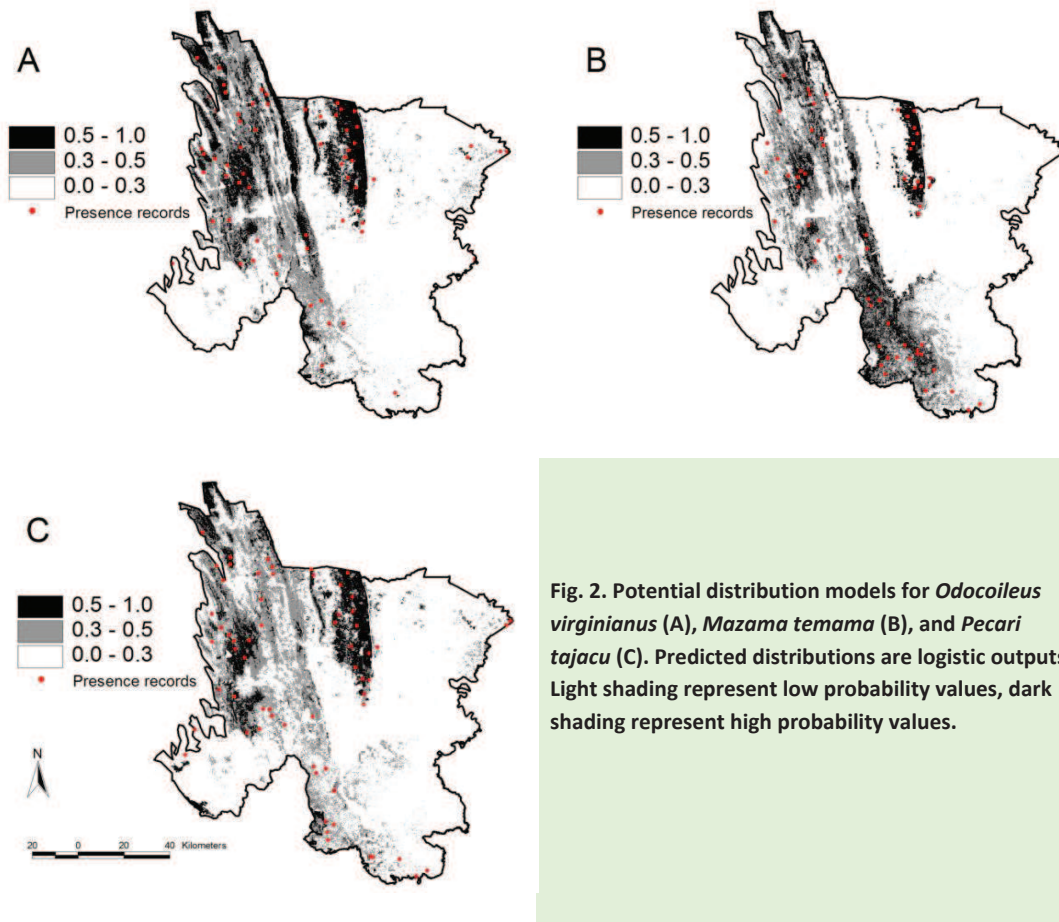 A
0.5 - 1.0
0.3 - 0.5
0.0 - 0.3
Presence records
B
0.5 - 1.0
0.3 - 0.5
0.0 - 0.3
Presence records
C
0.5 - 1.0
0.3 - 0.5
0.0 - 0.3
Presence records
N
20 0 20 40 Kilometers
Fig. 2. Potential distribution models for Odocoileus
virginianus (A), Mazama temama (B), and Pecari
tajacu (C). Predicted distributions are logistic outputs
Light shading represent low probability values, dark
shading represent high probability values.